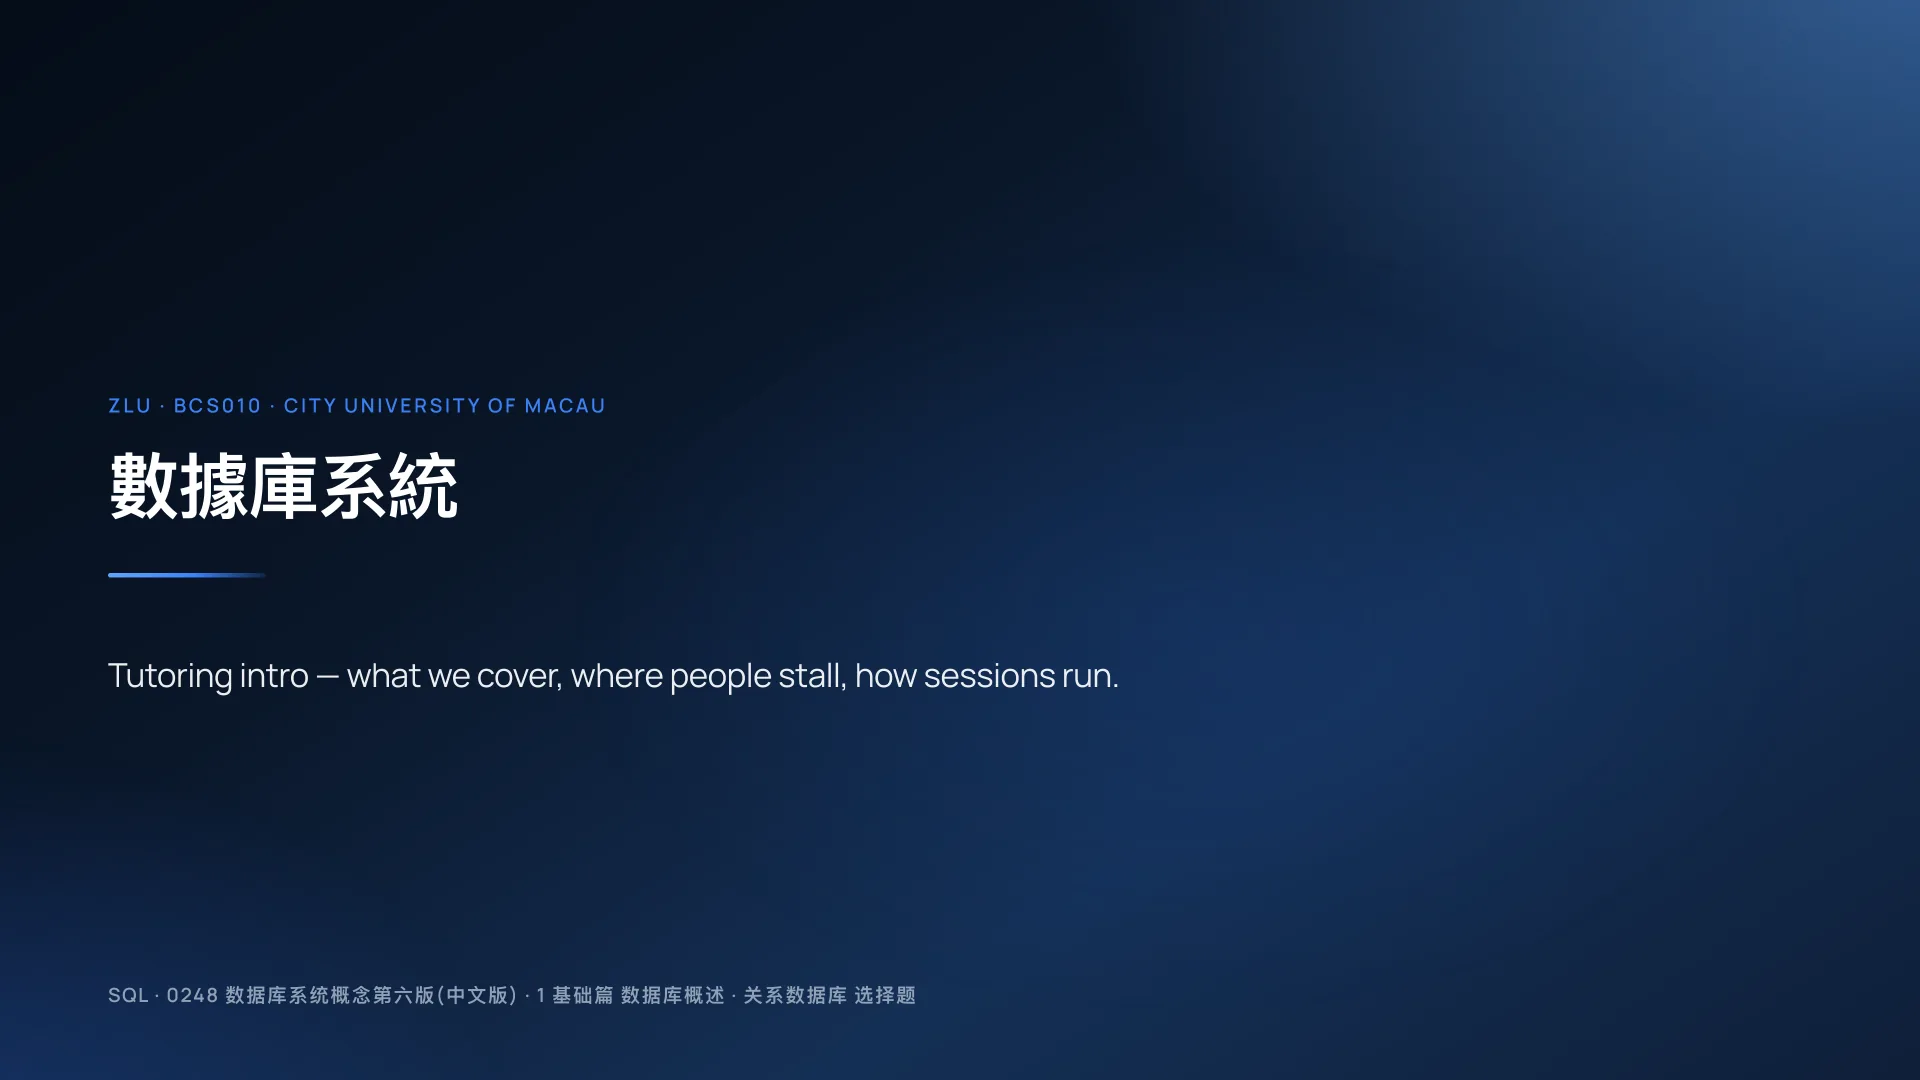 ZLU · BCS010 · CITY UNIVERSITY OF MACAU
數據庫系統
Tutoring intro — what we cover, where people stall, how sessions run.
SQL · 0248 数据库系统概念第六版(中文版) · 1 基础篇 数据库概述 · 关系数据库 选择题